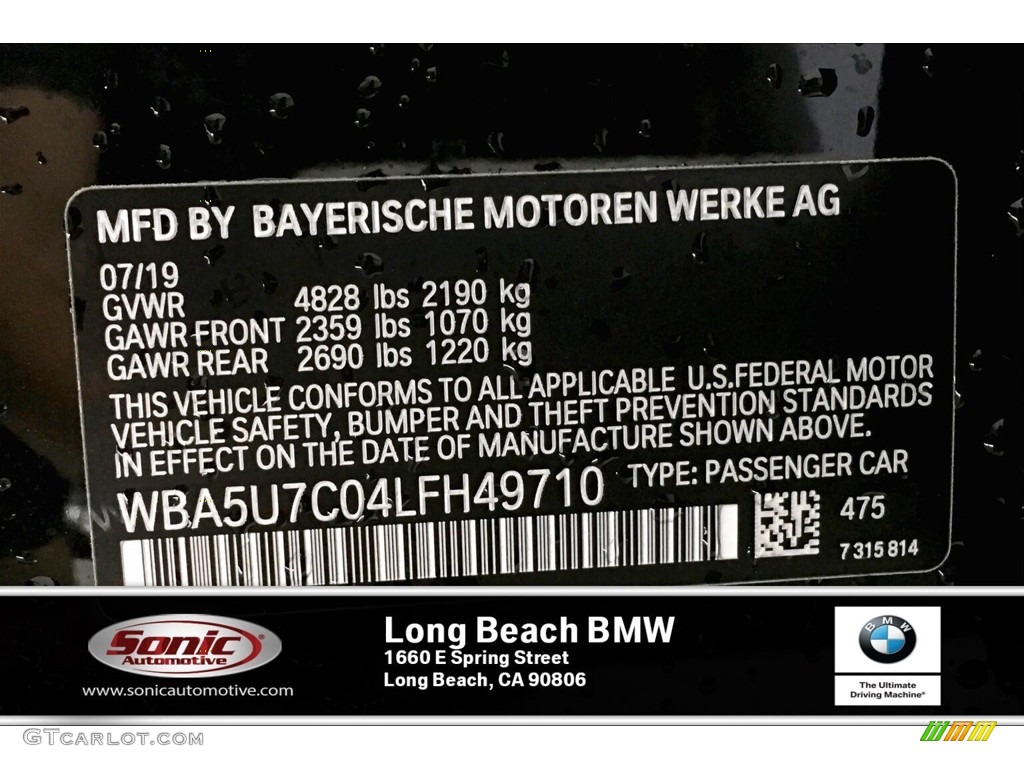 MFD BY BAYERISCHE MOTOREN WERKE AG
07/19
GVWR 4828 lbs 2190 kg
GAWR FRONT 2359 lbs 1070 kg
GAWR REAR 2690 lbs 1220 kg
THIS VEHICLE CONFORMS TO ALL APPLICABLE U.S.FEDERAL MOTOR
VEHICLE SAFETY, BUMPER AND THEFT PREVENTION STANDARDS
IN EFFECT ON THE DATE OF MANUFACTURE SHOWN ABOVE.
WBA5U7C04LFH49710 TYPE: PASSENGER CAR
475
7 315 814
Sonic
Automotive
www.sonicautomotive.com
Long Beach BMW
1660 E Spring Street
Long Beach, CA 90806
BMW
The Ultimate
Driving Machine®
GTcarlot.com